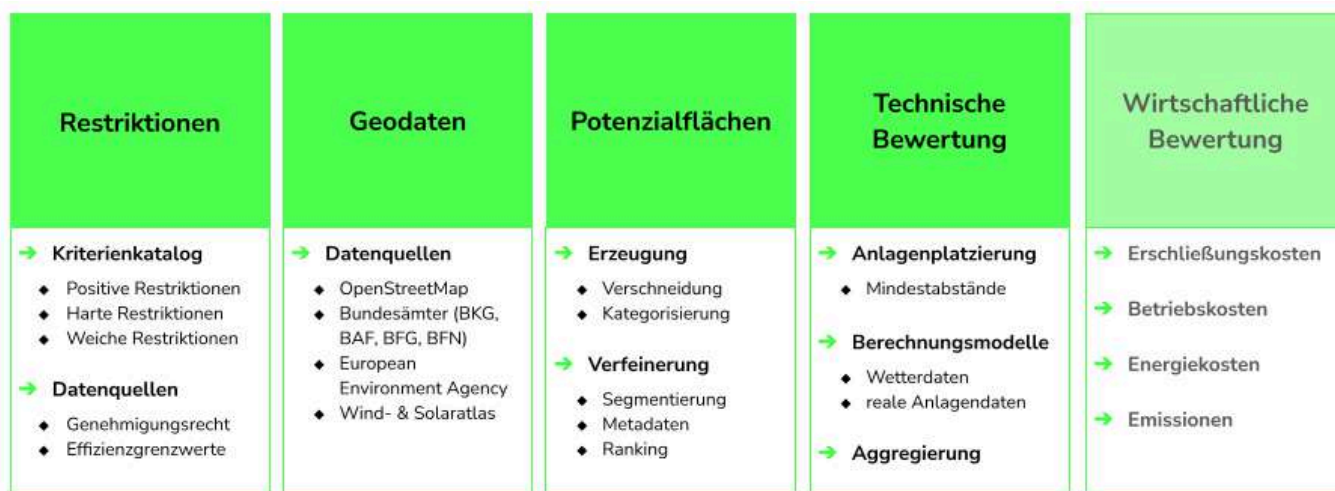 Restriktionen
Kriterienkatalog
Positive Restriktionen
Harte Restriktionen
Weiche Restriktionen
Datenquellen
Genehmigungsrecht
Effizienzgrenzwerte
Geodaten
Datenquellen
OpenStreetMap
Bundesämter (BKG,
BAF, BFG, BFN)
European
Environment Agency
Wind- & Solaratlas
Potenzialflächen
Erzeugung
Verschneidung
Kategorisierung
Verfeinerung
Segmentierung
Metadaten
Ranking
Technische
Bewertung
Anlagenplatzierung
Mindestabstände
Berechnungsmodelle
Wetterdaten
reale Anlagendaten
Aggregierung
Wirtschaftliche
Bewertung
Erschließungskosten
Betriebskosten
Energiekosten
Emissionen